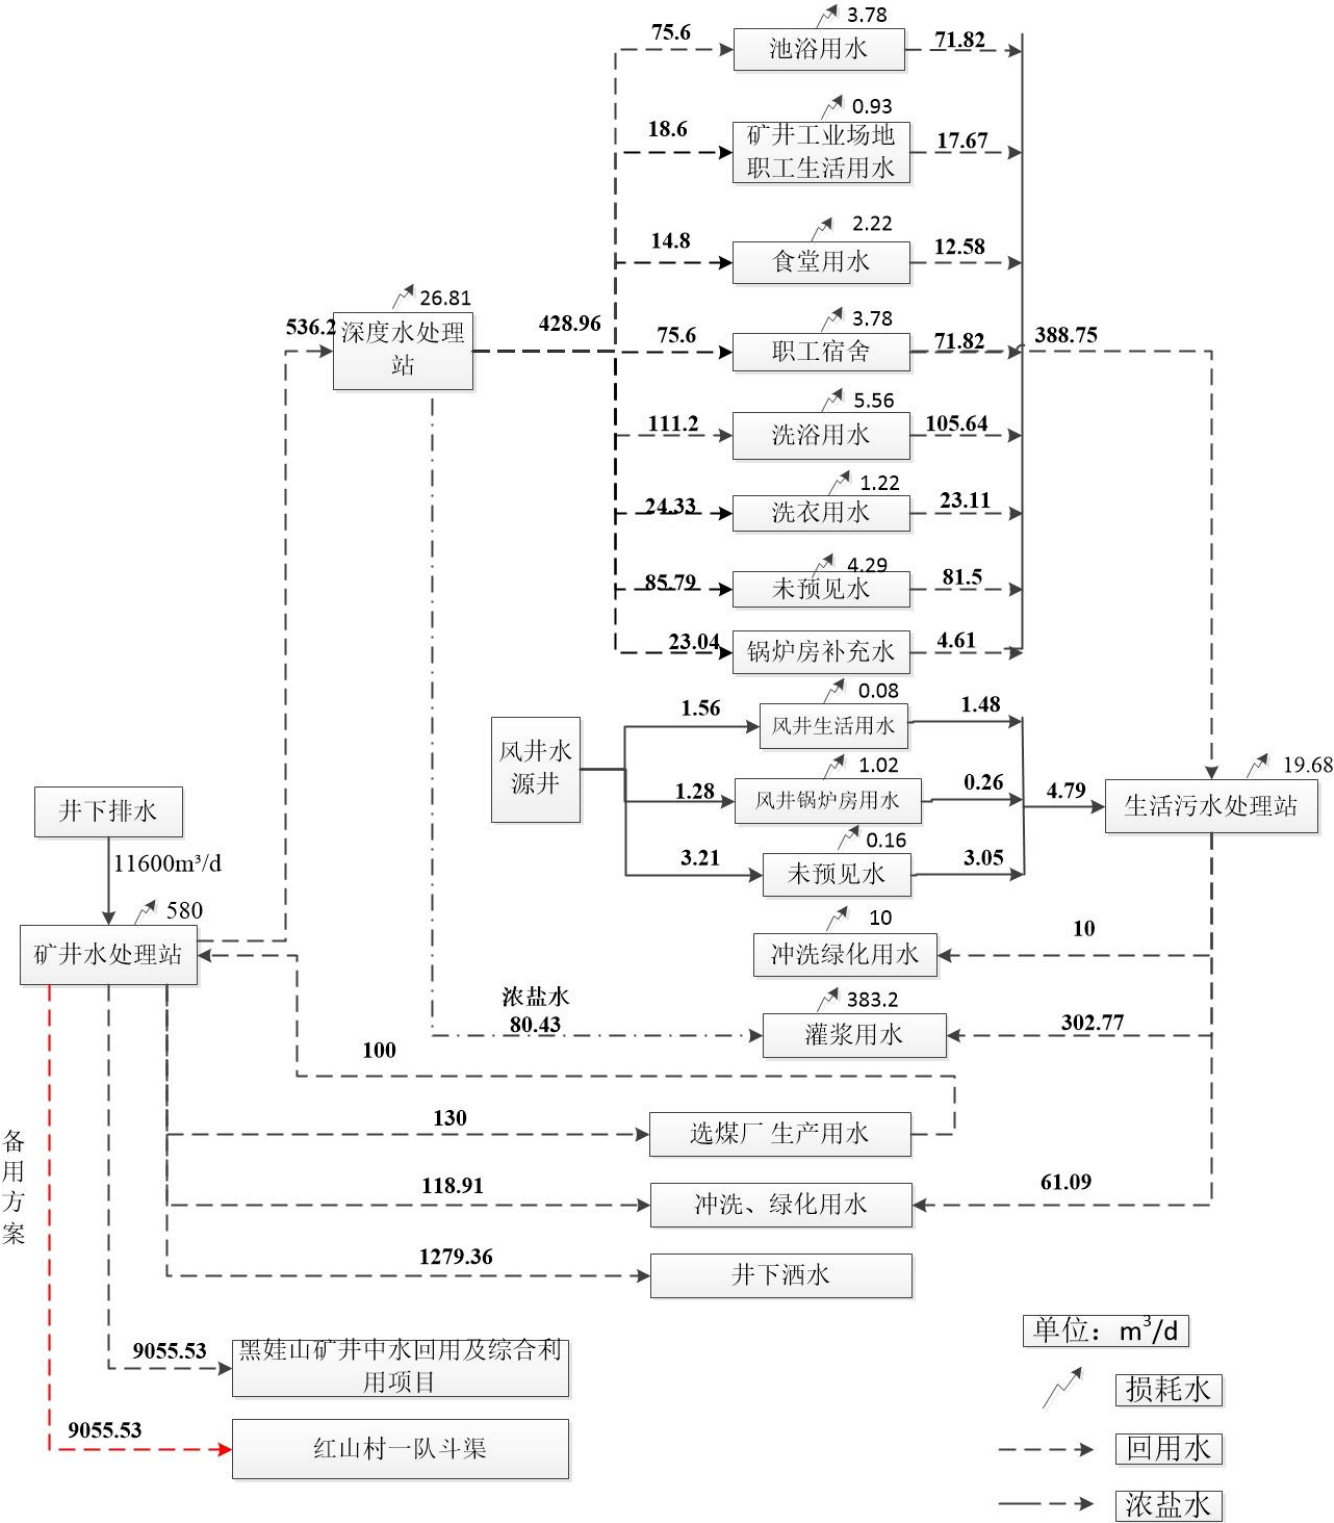 3.78
75.6
池浴用水
71.82
0.93
18.6
矿井工业场地
职工生活用水
17.67
2.22
14.8
食堂用水
12.58
26.81
536.2
深度水处理
站
428.96
3.78
75.6
职工宿舍
71.82
388.75
5.56
111.2
洗浴用水
105.64
1.22
24.33
洗衣用水
23.11
4.29
85.79
未预见水
81.5
23.04
锅炉房补充水
4.61
0.08
1.56
风井生活用水
1.48
风井水
源井
1.02
1.28
风井锅炉房用水
0.26
4.79
19.68
生活污水处理站
0.16
3.21
未预见水
3.05
井下排水
11600m³/d
580
矿井水处理站
10
冲洗绿化用水
10
浓盐水
80.43
383.2
灌浆用水
302.77
100
130
选煤厂 生产用水
118.91
冲洗、绿化用水
61.09
1279.36
井下洒水
备
用
方
案
9055.53
黑娃山矿井中水回用及综合利
用项目
9055.53
红山村一队斗渠
单位：m³/d
损耗水
回用水
浓盐水